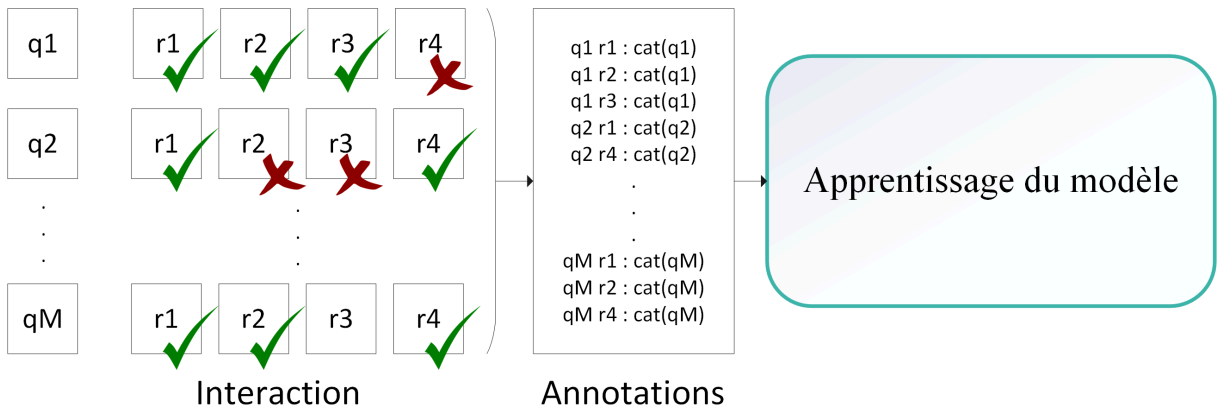 q1 r1 r2 r3 r4
q2 r1 r2 r3 r4
. .
. .
. .
qM r1 r2 r3 r4
Interaction
q1 r1 : cat(q1)
q1 r2 : cat(q1)
q1 r3 : cat(q1)
q2 r1 : cat(q2)
q2 r4 : cat(q2)
.
.
.
qM r1 : cat(qM)
qM r2 : cat(qM)
qM r4 : cat(qM)
Annotations
Apprentissage du modèle